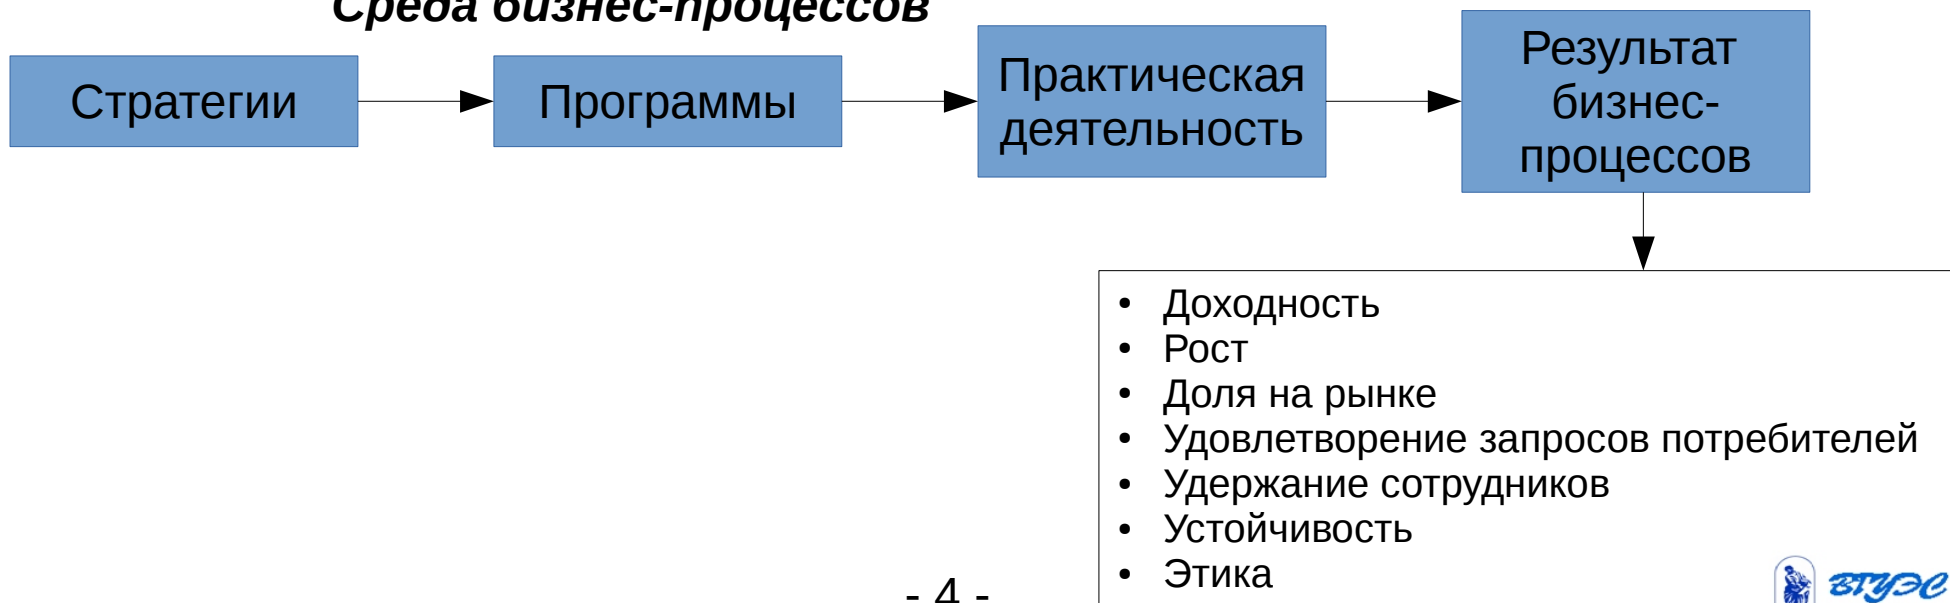 Среда бизнес-процессов
Стратегии
Программы
Практическая
деятельность
Результат
бизнес-
процессов
• Доходность
• Рост
• Доля на рынке
• Удовлетворение запросов потребителей
• Удержание сотрудников
• Устойчивость
• Этика
- 4 -
ВГУЭС